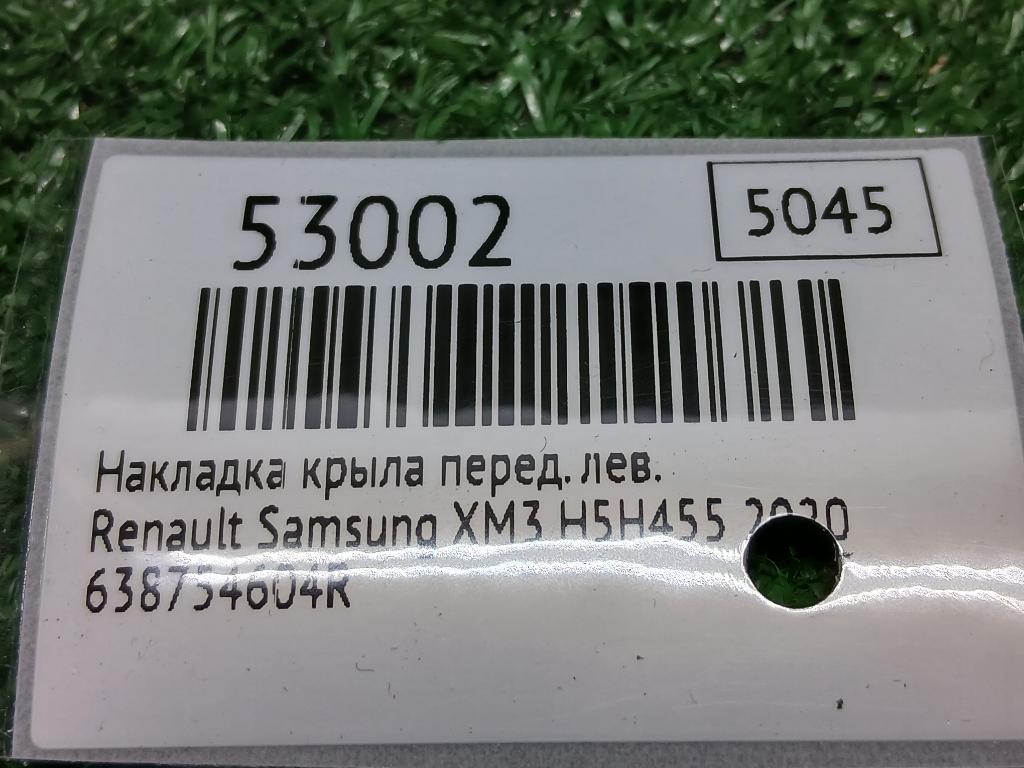 53002
5045
Накладка крыла перед. лев.
Renault Samsung XM3 H5H455 2020
638754604R